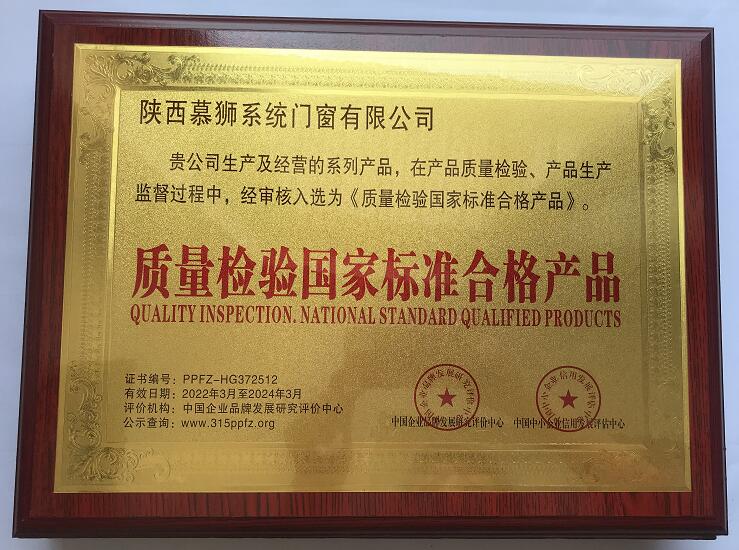 陕西慕狮系统门窗有限公司
贵公司生产及经营的系列产品，在产品质量检验、产品生产
监督过程中，经审核入选为《质量检验国家标准合格产品》。
质量检验国家标准合格产品
QUALITY INSPECTION. NATIONAL STANDARD QUALIFIED PRODUCTS
证书编号：PPFZ-HG372512
有效日期：2022年3月至2024年3月
评价机构：中国企业品牌发展研究评价中心
公示查询：www.315ppfz.org
中国企业品牌发展研究评价中心
中国中小企业信用发展评估中心